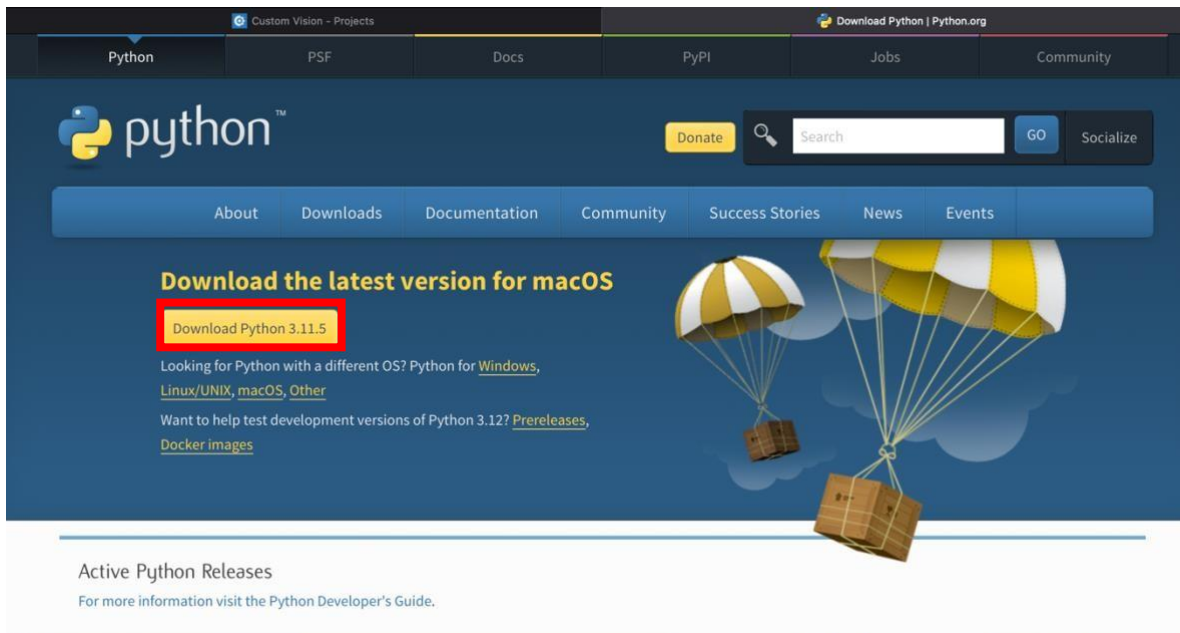 Custom Vision - Projects
Download Python | Python.org
Python
PSF
Docs
PyPI
Jobs
Community
python™
Donate
Search
GO
Socialize
About
Downloads
Documentation
Community
Success Stories
News
Events
Download the latest version for macOS
Download Python 3.11.5
Looking for Python with a different OS? Python for Windows,
Linux/UNIX, macOS, Other
Want to help test development versions of Python 3.12? Prereleases,
Docker images
Active Python Releases
For more information visit the Python Developer's Guide.